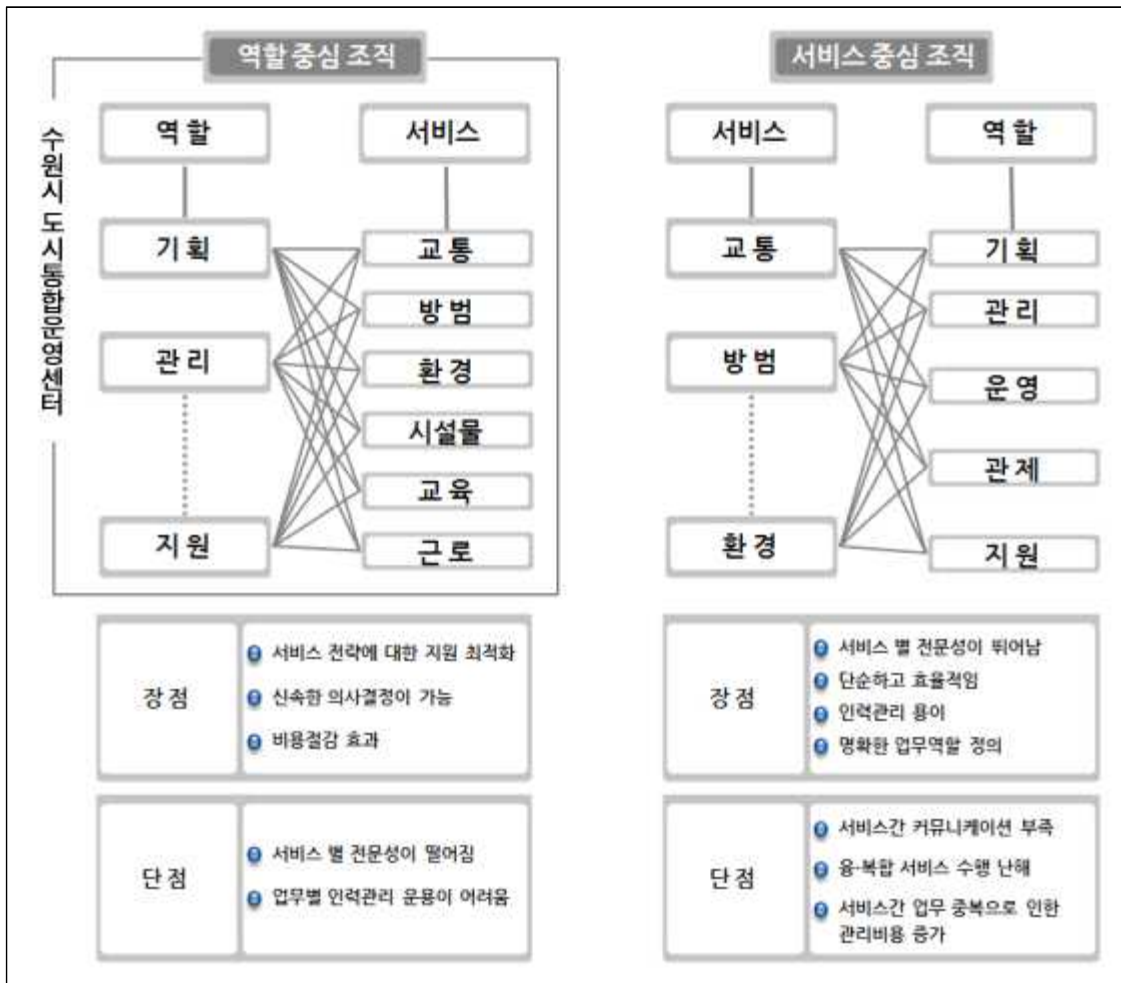 역할 중심 조직
수원시 도시통합운영센터
역 할
서비스
기 획
관 리
지 원
교 통
방 범
환 경
시설물
교 육
근 로
장 점
서비스 전략에 대한 지원 최적화
신속한 의사결정이 가능
비용절감 효과
단 점
서비스 별 전문성이 떨어짐
업무별 인력관리 운용이 어려움
서비스 중심 조직
서비스
역 할
교 통
방 범
환 경
기 획
관 리
운 영
관 제
지 원
장 점
서비스 별 전문성이 뛰어남
단순하고 효율적임
인력관리 용이
명확한 업무역할 정의
단 점
서비스간 커뮤니케이션 부족
융·복합 서비스 수행 난해
서비스간 업무 중복으로 인한
관리비용 증가